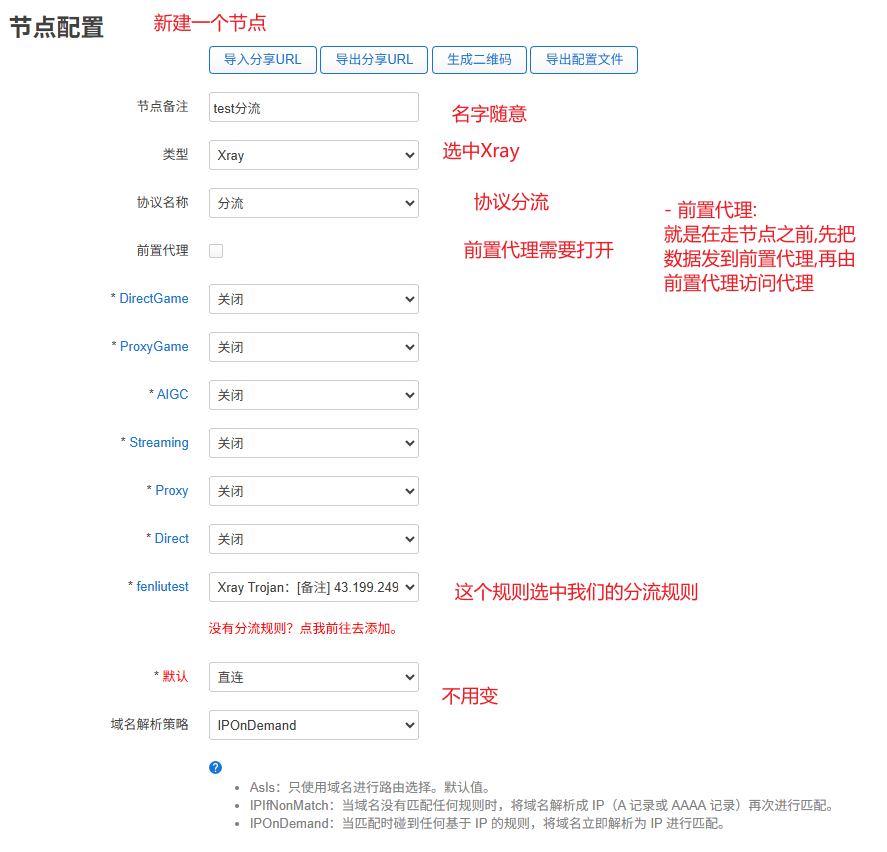 节点配置
新建一个节点
导入分享URL 导出分享URL 生成二维码 导出配置文件
节点备注 test分流 名字随意
类型 Xray 选中Xray
协议名称 分流 协议分流
前置代理 前置代理需要打开
- 前置代理:
就是在走节点之前,先把
数据发到前置代理,再由
前置代理访问代理
* DirectGame 关闭
* ProxyGame 关闭
* AIGC 关闭
* Streaming 关闭
* Proxy 关闭
* Direct 关闭
* fenliutest Xray Trojan：[备注] 43.199.249 这个规则选中我们的分流规则
没有分流规则？点我前往去添加。
* 默认 直连
不用变
域名解析策略 IPOnDemand
?
• AsIs：只使用域名进行路由选择。默认值。
• IPIfNonMatch：当域名没有匹配任何规则时，将域名解析成 IP（A 记录或 AAAA 记录）再次进行匹配。
• IPOnDemand：当匹配时碰到任何基于 IP 的规则，将域名立即解析为 IP 进行匹配。